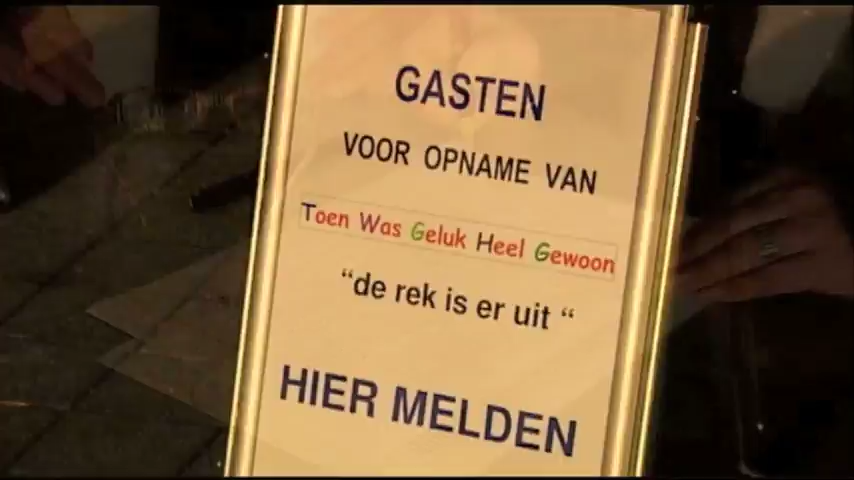 GASTEN
VOOR OPNAME VAN
Toen Was Geluk Heel Gewoon
“de rek is er uit “
HIER MELDEN